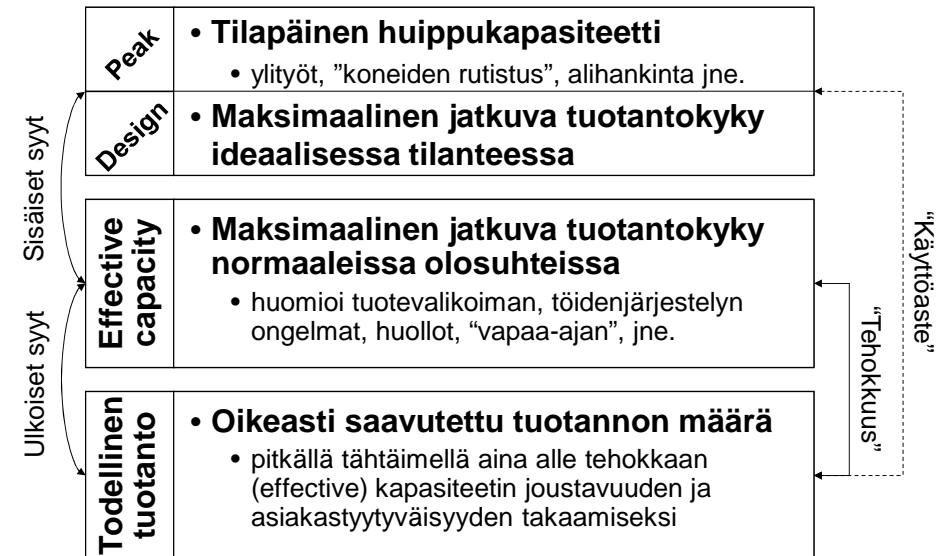 Peak
• Tilapäinen huippukapasiteetti
• ylityöt, ”koneiden rutistus”, alihankinta jne.
Design
• Maksimaalinen jatkuva tuotantokyky
ideaalisessa tilanteessa
Sisäiset syyt
Effective
capacity
• Maksimaalinen jatkuva tuotantokyky
normaaleissa olosuhteissa
• huomioi tuotevalikoiman, töidenjärjestelyn
ongelmat, huollot, “vapaa-ajan”, jne.
Ulkoiset syyt
Todellinen
tuotanto
• Oikeasti saavutettu tuotannon määrä
• pitkällä tähtäimellä aina alle tehokkaan
(effective) kapasiteetin joustavuuden ja
asiakastyytyväisyyden takaamiseksi
“Tehokkuus”
“Käyttöaste”